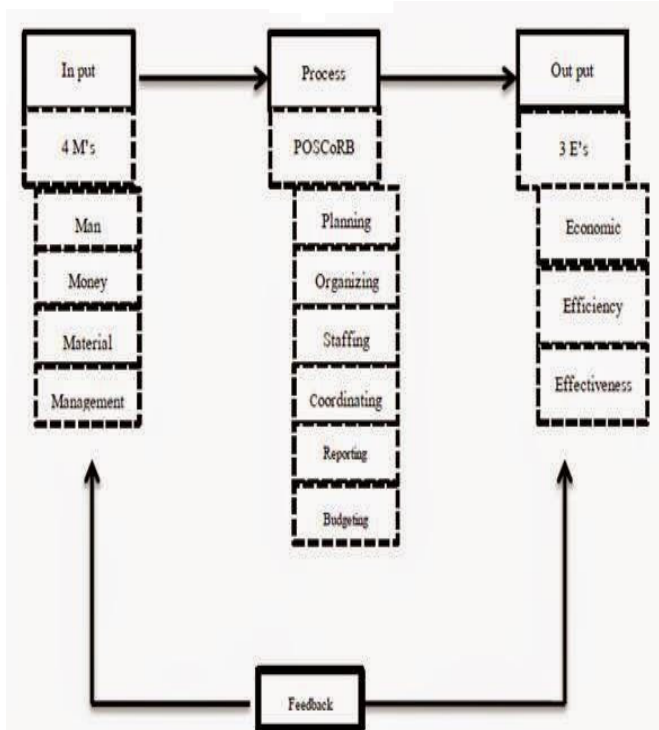 In put
4 M's
Man
Money
Material
Management
Process
POSCoRB
Planning
Organizing
Staffing
Coordinating
Reporting
Budgeting
Out put
3 E's
Economic
Efficiency
Effectiveness
Feedback